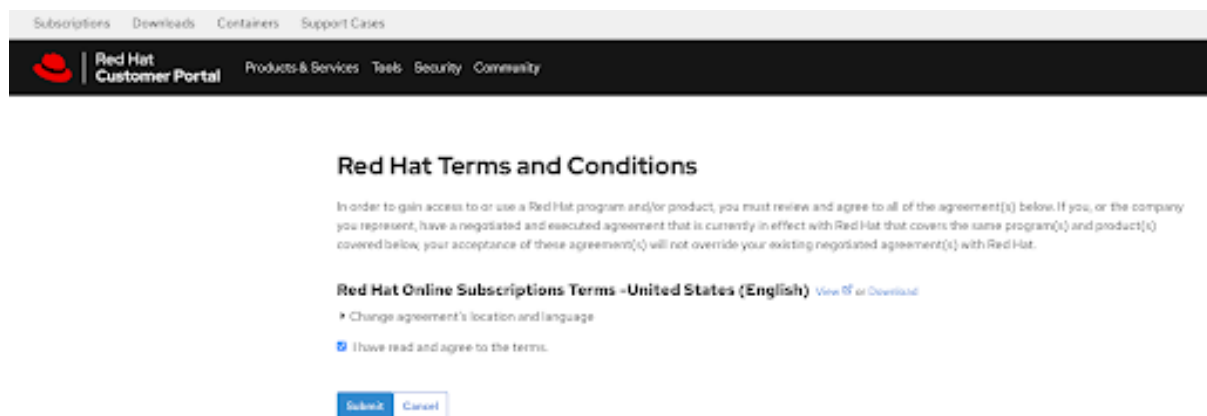 Subscriptions Downloads Containers Support Cases
Red Hat
Customer Portal
Products & Services Tools Security Community
Red Hat Terms and Conditions
In order to gain access to or use a Red Hat program and/or product, you must review and agree to all of the agreement(s) below. If you, or the company
you represent, have a negotiated and executed agreement that is currently in effect with Red Hat that covers the same program(s) and product(s)
covered below, your acceptance of these agreement(s) will not override your existing negotiated agreement(s) with Red Hat.
Red Hat Online Subscriptions Terms -United States (English) View or Download
Change agreement's location and language
I have read and agree to the terms.
Submit Cancel